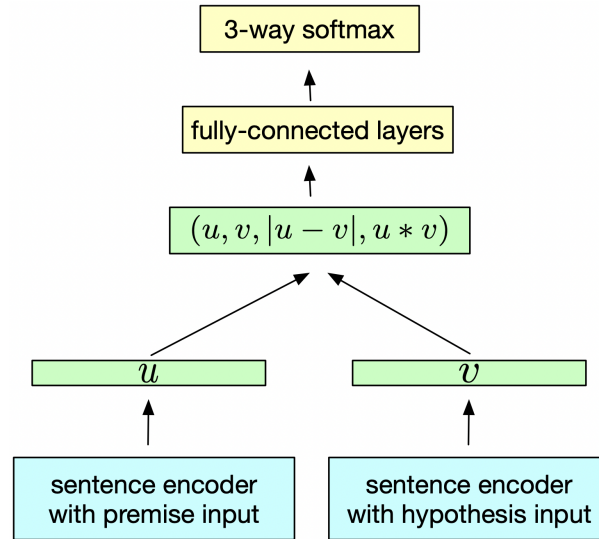 3-way softmax
fully-connected layers
(u, v, |u − v|, u ∗ v)
u
v
sentence encoder
with premise input
sentence encoder
with hypothesis input